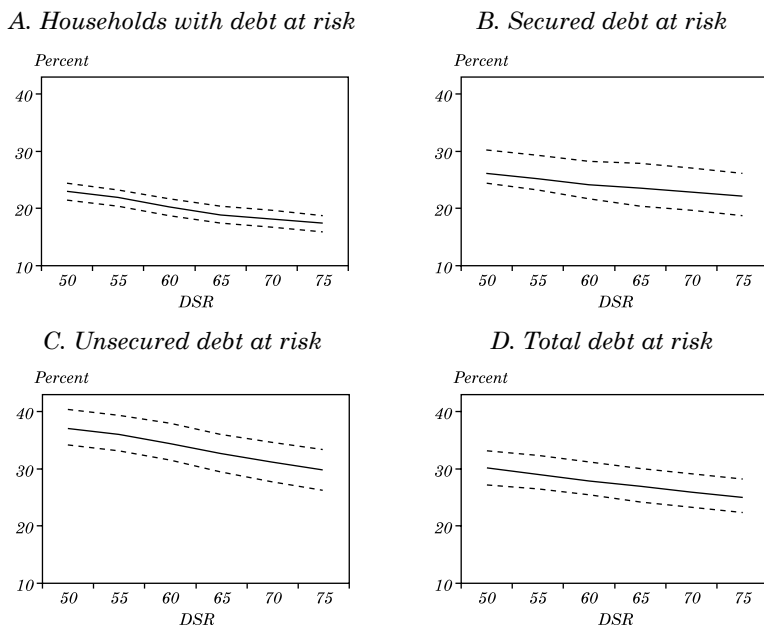 A. Households with debt at risk
Percent
40
30
20
10
50 55 60 65 70 75
DSR
B. Secured debt at risk
Percent
40
30
20
10
50 55 60 65 70 75
DSR
C. Unsecured debt at risk
Percent
40
30
20
10
50 55 60 65 70 75
DSR
D. Total debt at risk
Percent
40
30
20
10
50 55 60 65 70 75
DSR